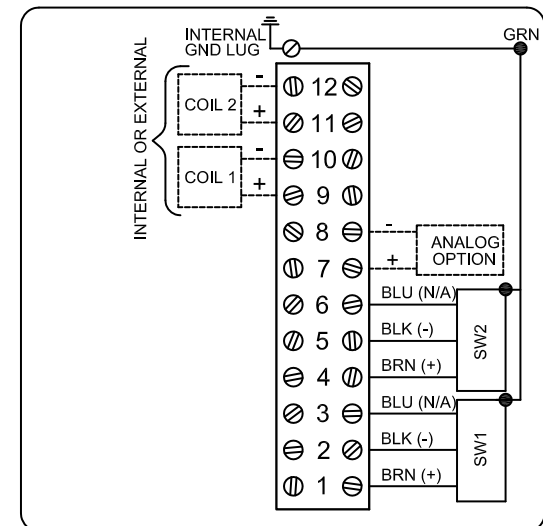 INTERNAL
GND LUG
GRN
INTERNAL OR EXTERNAL
COIL 2
-
+
COIL 1
-
+
12
11
10
9
8
7
6
5
4
3
2
1
-
+
ANALOG
OPTION
BLU (N/A)
BLK (-)
BRN (+)
SW2
BLU (N/A)
BLK (-)
BRN (+)
SW1